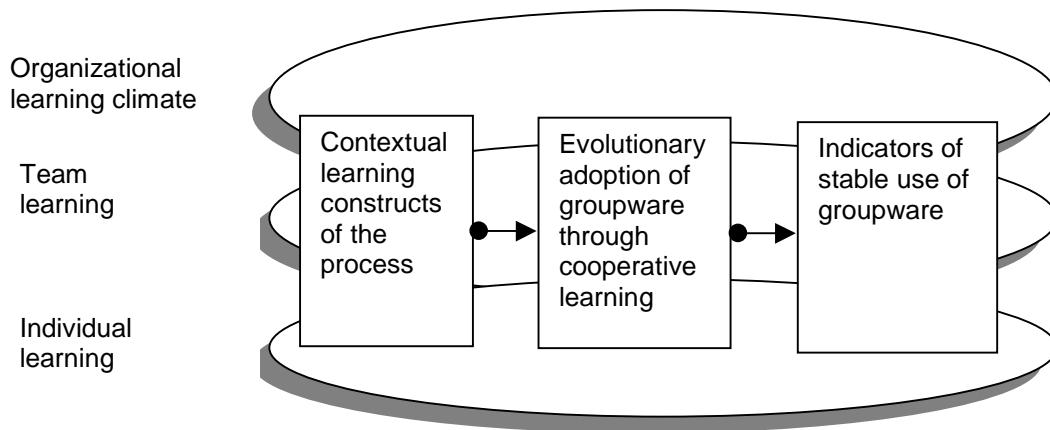 Organizational
learning climate
Team
learning
Individual
learning
Contextual
learning
constructs
of the
process
Evolutionary
adoption of
groupware
through
cooperative
learning
Indicators of
stable use of
groupware